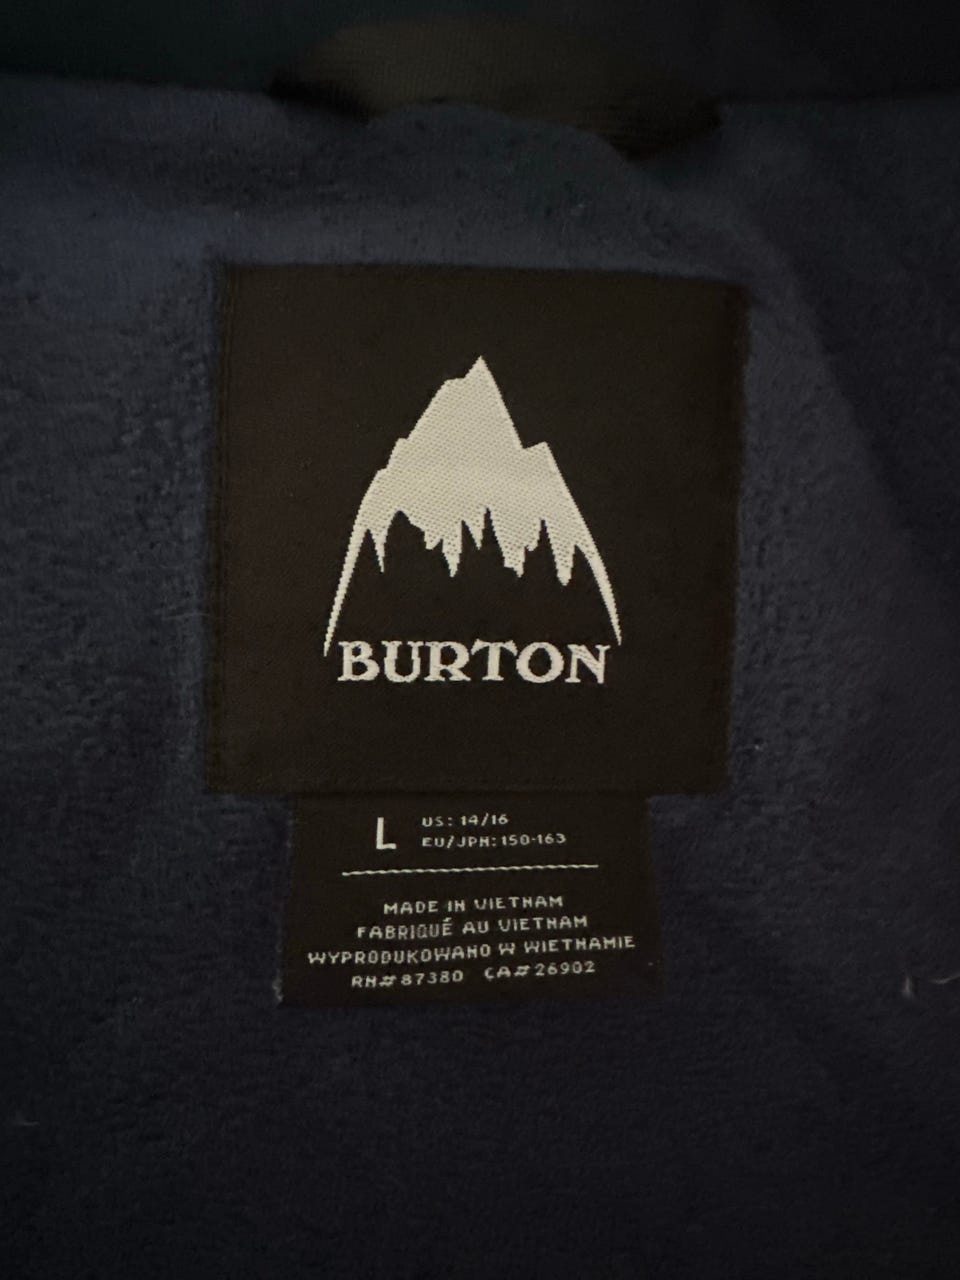 BURTON
L
US: 14/16
EU/JPN: 150-163
MADE IN VIETNAM
FABRIQUÉ AU VIETNAM
WYPRODUKOWANO W WIETNAMIE
RN#87380 CA#26902